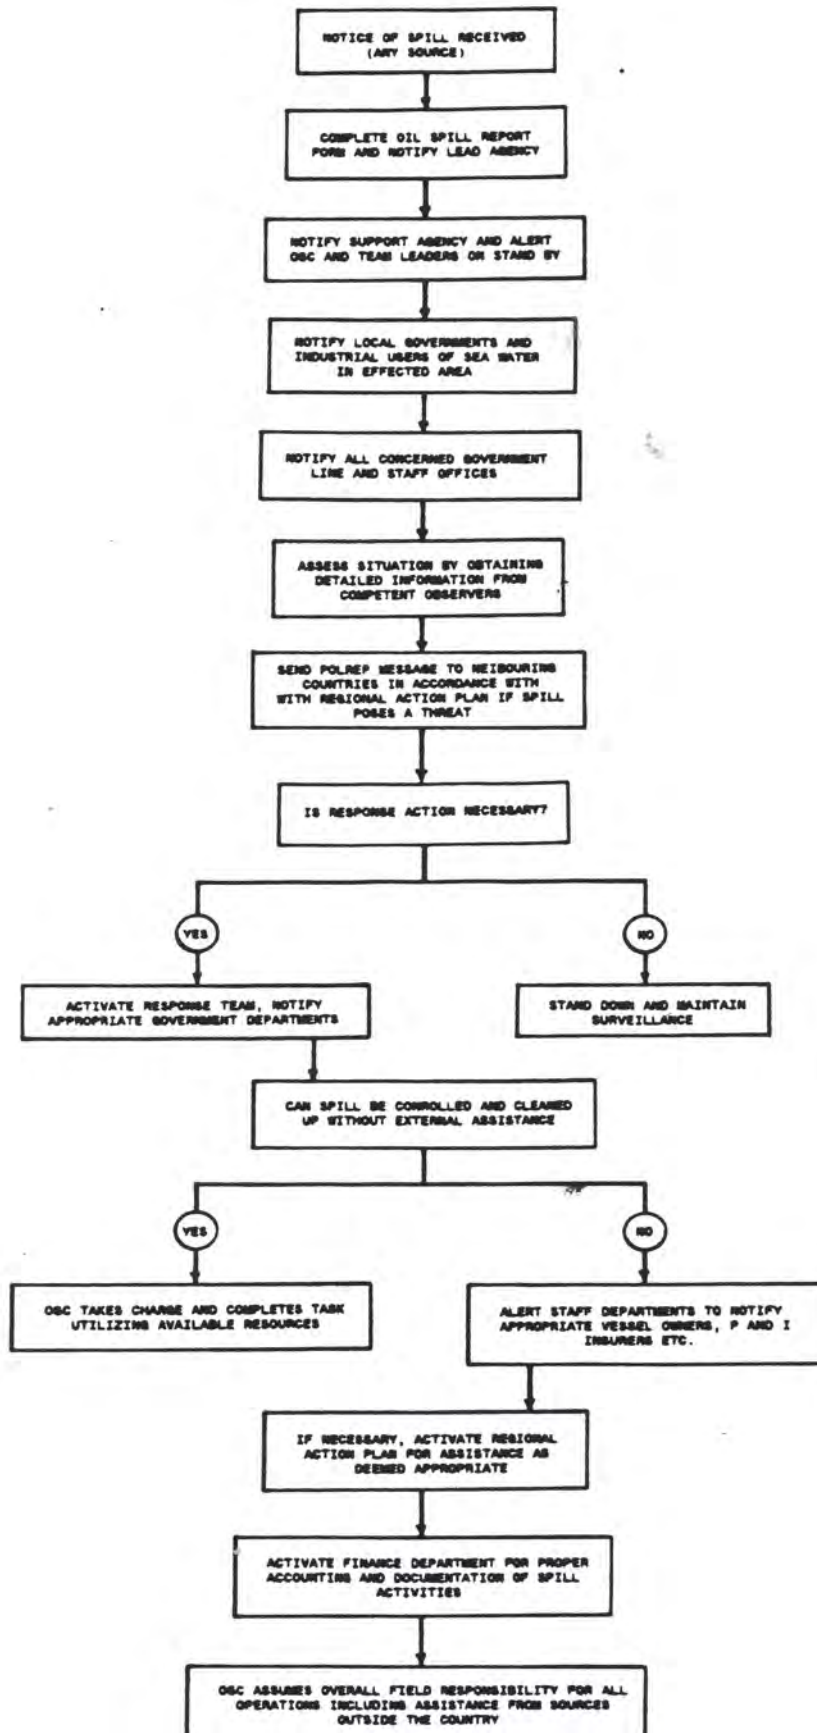 NOTICE OF SPILL RECEIVED
(ANY SOURCE)
COMPLETE OIL SPILL REPORT
FORM AND NOTIFY LEAD AGENCY
NOTIFY SUPPORT AGENCY AND ALERT
OSC AND TEAM LEADERS OR STAND BY
NOTIFY LOCAL GOVERNMENTS AND
INDUSTRIAL USERS OF SEA WATER
IN EFFECTED AREA
NOTIFY ALL CONCERNED GOVERNMENT
LINE AND STAFF OFFICES
ASSESS SITUATION BY OBTAINING
DETAILED INFORMATION FROM
COMPETENT OBSERVERS
SEND POLREP MESSAGE TO NEIBOURING
COUNTRIES IN ACCORDANCE WITH
WITH REGIONAL ACTION PLAN IF SPILL
POSES A THREAT
IS RESPONSE ACTION NECESSARY?
YES
NO
ACTIVATE RESPONSE TEAM, NOTIFY
APPROPRIATE GOVERNMENT DEPARTMENTS
STAND DOWN AND MAINTAIN
SURVEILLANCE
CAN SPILL BE CONROLLED AND CLEANED
UP WITHOUT EXTERNAL ASSISTANCE
YES
NO
OSC TAKES CHARGE AND COMPLETES TASK
UTILIZING AVAILABLE RESOURCES
ALERT STAFF DEPARTMENTS TO NOTIFY
APPROPRIATE VESSEL OWNERS, P AND I
INSURERS ETC.
IF NECESSARY, ACTIVATE REGIONAL
ACTION PLAN FOR ASSISTANCE AS
DEEMED APPROPRIATE
ACTIVATE FINANCE DEPARTMENT FOR PROPER
ACCOUNTING AND DOCUMENTATION OF SPILL
ACTIVITIES
OSC ASSUMES OVERALL FIELD RESPONSIBILITY FOR ALL
OPERATIONS INCLUDING ASSISTANCE FROM SOURCES
OUTSIDE THE COUNTRY